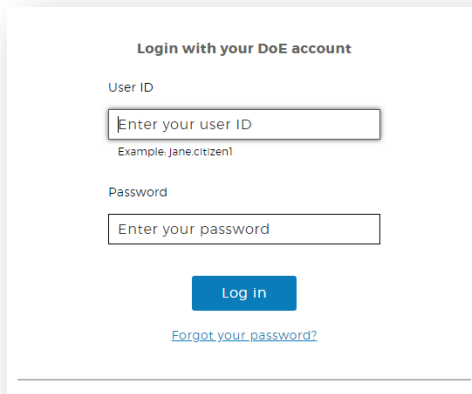 Login with your DoE account
User ID
Enter your user ID
Example: jane.citizen1
Password
Enter your password
Log in
Forgot your password?